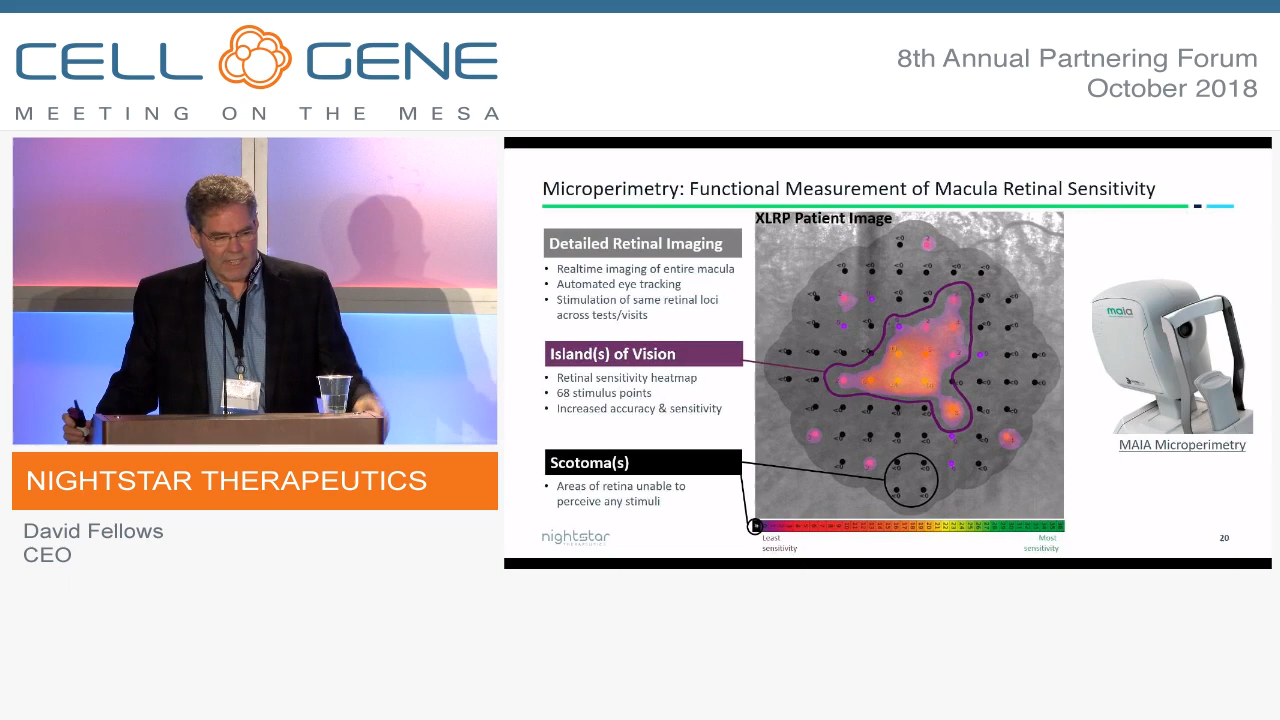 CELL GENE
MEETING ON THE MESA
8th Annual Partnering Forum
October 2018
NIGHTSTAR THERAPEUTICS
David Fellows
CEO
Microperimetry: Functional Measurement of Macula Retinal Sensitivity
XLRP Patient Image
Detailed Retinal Imaging
• Realtime imaging of entire macula
• Automated eye tracking
• Stimulation of same retinal loci
across tests/visits
Island(s) of Vision
• Retinal sensitivity heatmap
• 68 stimulus points
• Increased accuracy & sensitivity
Scotoma(s)
• Areas of retina unable to
perceive any stimuli
maia
MAIA Microperimetry
Least
sensitivity
Most
sensitivity
nightstar
THERAPEUTICS
20